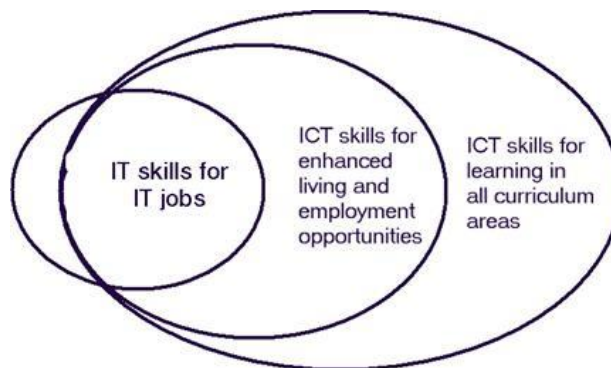 IT skills for
IT jobs
ICT skills for
enhanced
living and
employment
opportunities
ICT skills for
learning in
all curriculum
areas